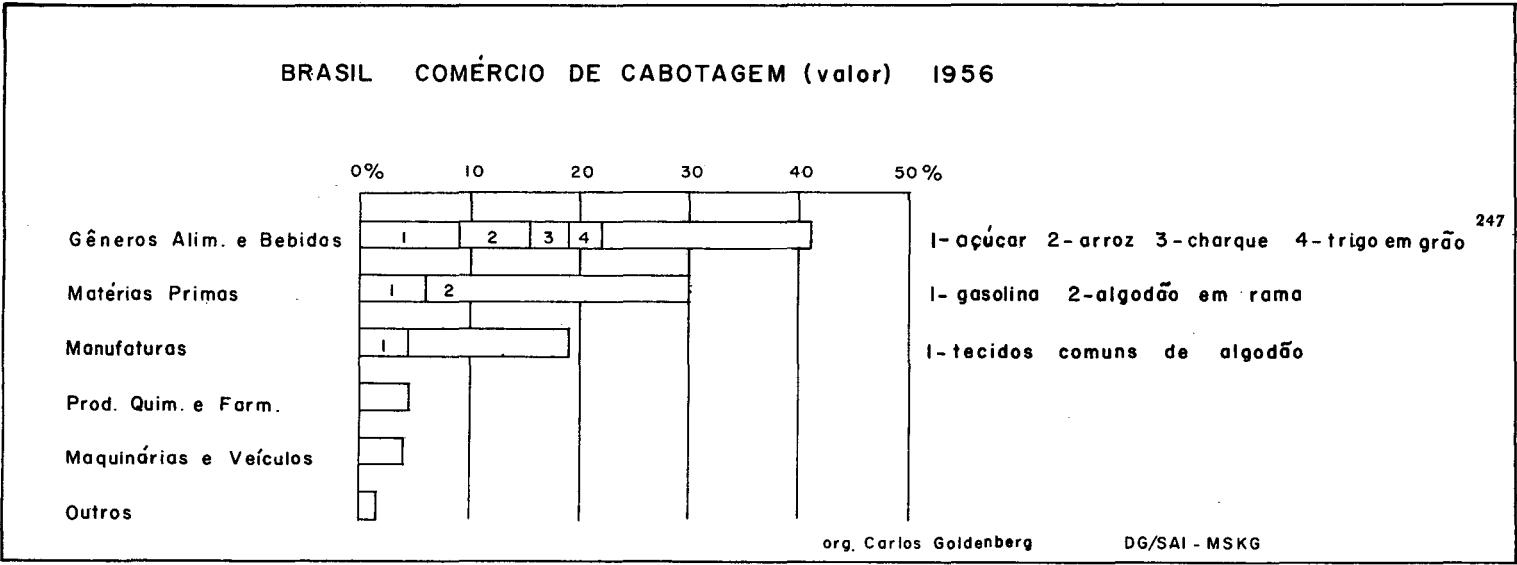 BRASIL COMÉRCIO DE CABOTAGEM (valor) 1956
0% 10 20 30 40 50%
247
Gêneros Alim. e Bebidas 1 2 3 4 1-açúcar 2-arroz 3-charque 4-trigo em grão
Matérias Primas 1 2 1-gasolina 2-algodão em rama
Manufaturas 1 1-tecidos comuns de algodão
Prod. Quim. e Farm.
Maquinárias e Veículos
Outros
org. Carlos Goldenberg DG/SAI - MSKG